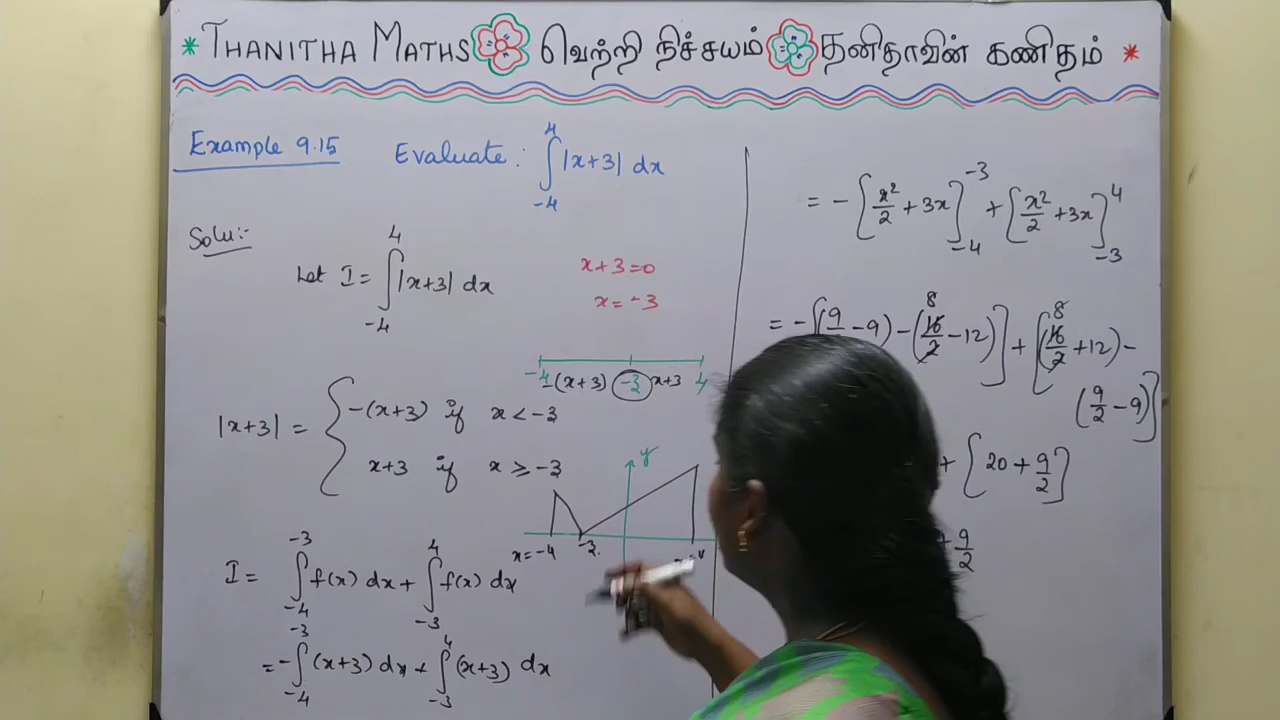 * THANITHA MATHS வெற்றி நிச்சயம் தனிதாவின் கணிதம் *
Example 9.15 Evaluate: ∫_{-4}^{4} |x+3| dx
Solu:-
Let I = ∫_{-4}^{4} |x+3| dx
x+3=0
x=-3
-4 -(x+3) -3 x+3 4
|x+3| = { -(x+3) if x < -3
x+3 if x ≥ -3
y
x=-4 -3
I = ∫_{-4}^{-3} f(x) dx + ∫_{-3}^{4} f(x) dx
= -∫_{-4}^{-3} (x+3) dx + ∫_{-3}^{4} (x+3) dx
= -[x²/2 + 3x]_{-4}^{-3} + [x²/2 + 3x]_{-3}^{4}
= -[(9 -9) - (16/2 8 -12)] + [(16/2 8 +12) -
(9/2 -9)]
+ [20 + 9/2]
+ 9/2